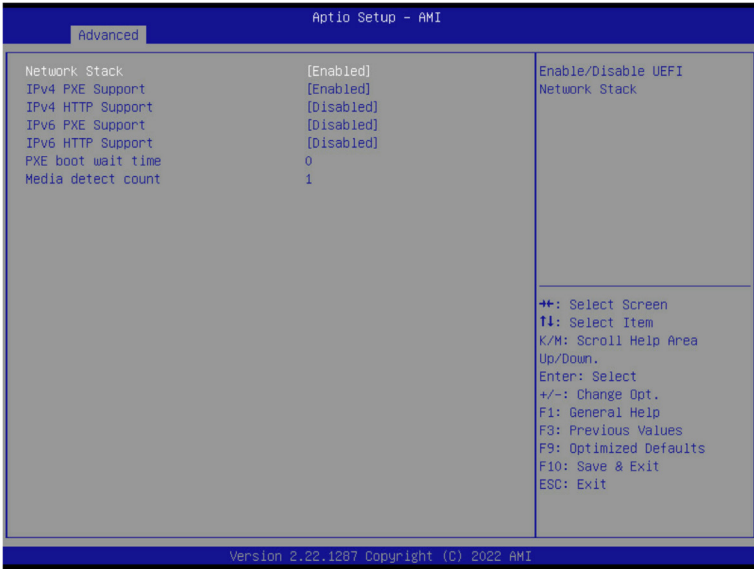 Aptio Setup – AMI
Advanced
Network Stack [Enabled]
IPv4 PXE Support [Enabled]
IPv4 HTTP Support [Disabled]
IPv6 PXE Support [Disabled]
IPv6 HTTP Support [Disabled]
PXE boot wait time 0
Media detect count 1
Enable/Disable UEFI
Network Stack
→←: Select Screen
↑↓: Select Item
K/M: Scroll Help Area
Up/Down.
Enter: Select
+/-: Change Opt.
F1: General Help
F3: Previous Values
F9: Optimized Defaults
F10: Save & Exit
ESC: Exit
Version 2.22.1287 Copyright (C) 2022 AMI